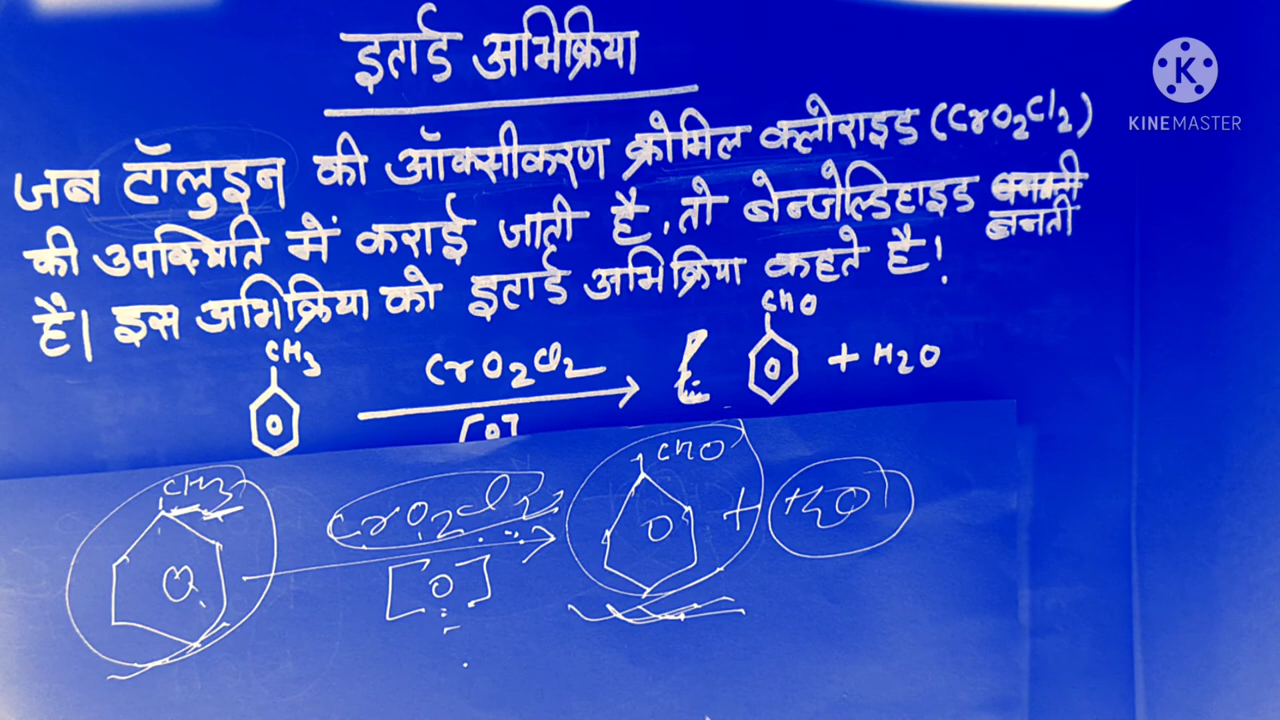 इतार्ड अभिक्रिया
जब टॉलुइन की ऑक्सीकरण क्रोमिल क्लोराइड (CrO2Cl2)
की उपस्थिति में कराई जाती है, तो बेन्जेल्डिहाइड बनती
है। इस अभिक्रिया को इटार्ड अभिक्रिया कहते है!
CH3 CrO2Cl2 [O] CHO + H2O
CH3 CrO2Cl2 [O] CHO + H2O
K
KINEMASTER